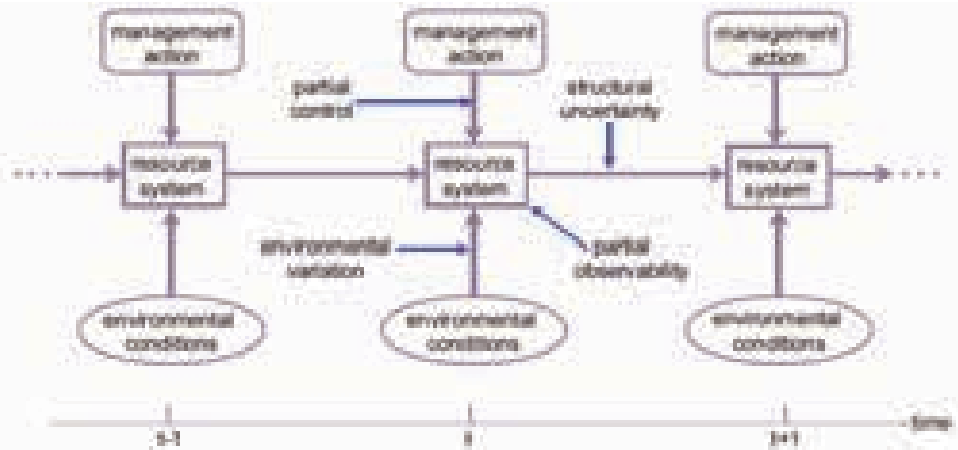 management
action
management
action
management
action
partial
control
structural
uncertainty
resource
system
resource
system
resource
system
environmental
variation
partial
observability
environmental
conditions
environmental
conditions
environmental
conditions
time
t-1
t
t+1